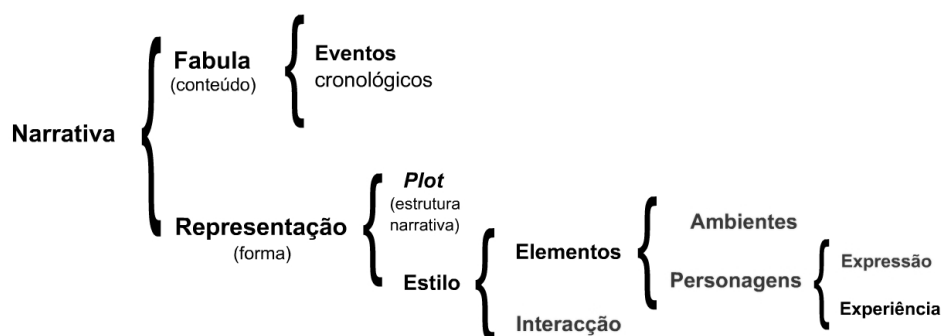 Narrativa
Fabula
(conteúdo)
Eventos
cronológicos
Representação
(forma)
Plot
(estrutura
narrativa)
Estilo
Elementos
Interacção
Ambientes
Personagens
Expressão
Experiência